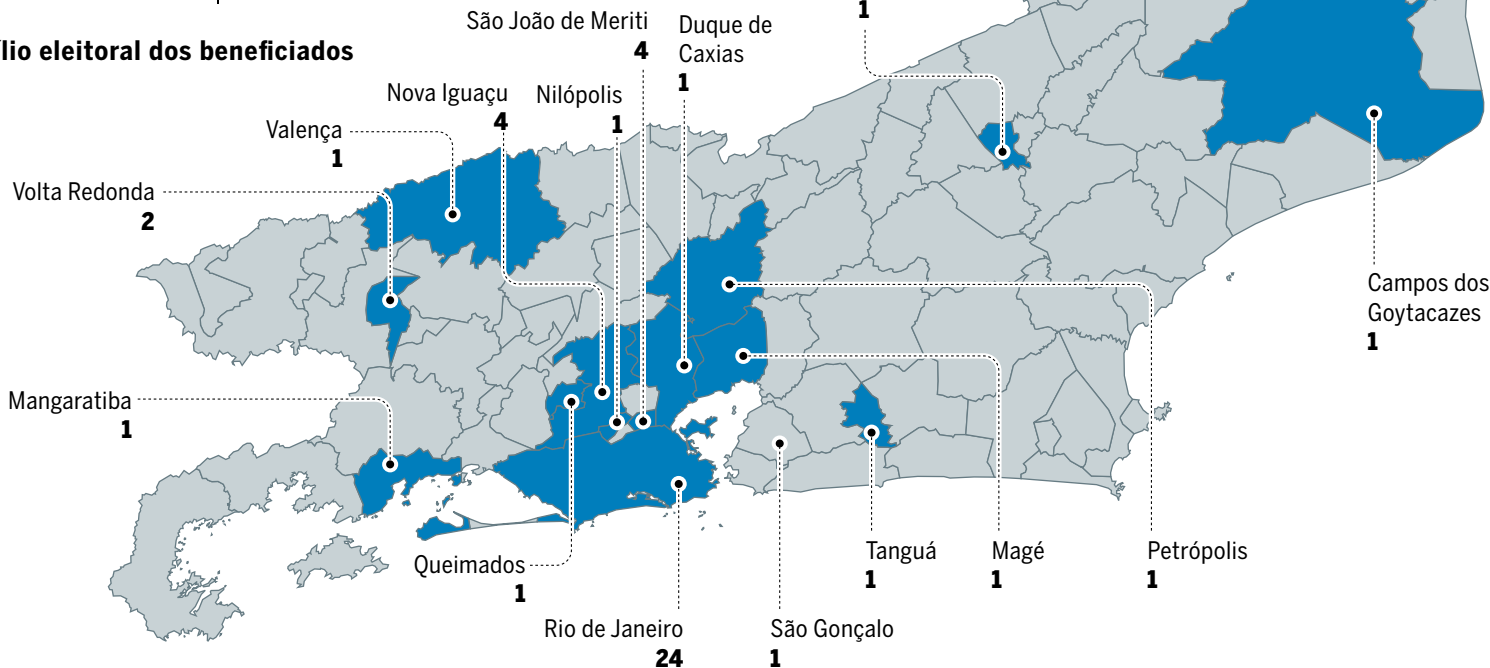 1
São João de Meriti
4
Duque de
Caxias
1
lio eleitoral dos beneficiados
Nova Iguaçu
4
Nilópolis
1
Valença
1
Volta Redonda
2
Campos dos
Goytacazes
1
Mangaratiba
1
Queimados
1
Tanguá
1
Magé
1
Petrópolis
1
Rio de Janeiro
24
São Gonçalo
1